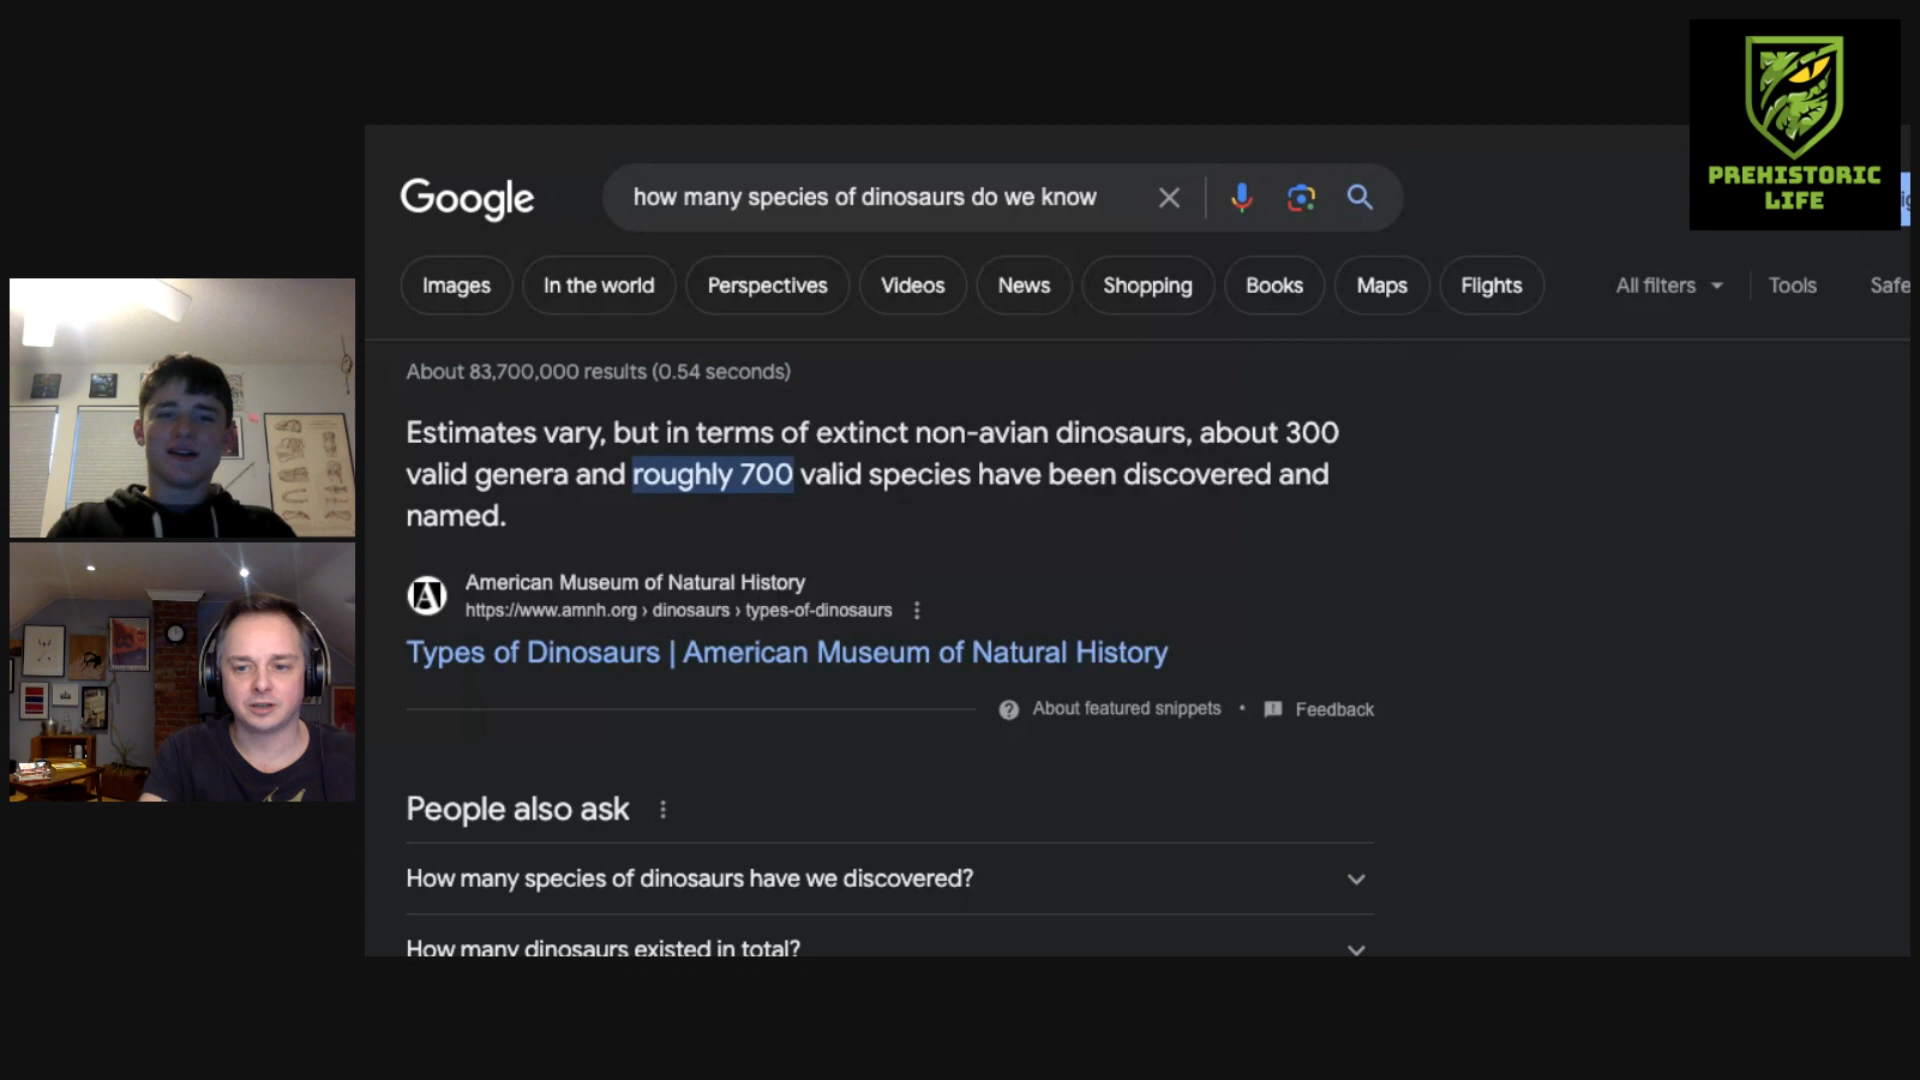 PREHISTORIC
LIFE
Google
how many species of dinosaurs do we know
Images
In the world
Perspectives
Videos
News
Shopping
Books
Maps
Flights
All filters
Tools
Safe
About 83,700,000 results (0.54 seconds)
Estimates vary, but in terms of extinct non-avian dinosaurs, about 300
valid genera and roughly 700 valid species have been discovered and
named.
American Museum of Natural History
https://www.amnh.org › dinosaurs › types-of-dinosaurs
Types of Dinosaurs | American Museum of Natural History
About featured snippets • Feedback
People also ask
How many species of dinosaurs have we discovered?
How many dinosaurs existed in total?